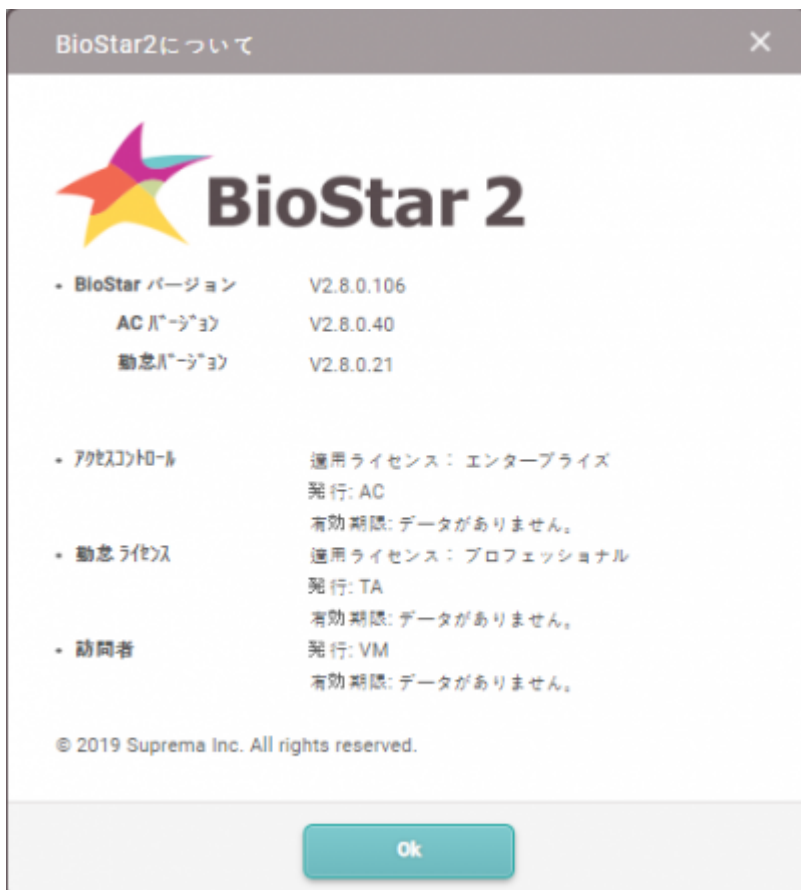 BioStar2について
BioStar 2
• BioStar バージョン V2.8.0.106
AC ﾊﾞｰｼﾞｮﾝ V2.8.0.40
勤怠ﾊﾞｰｼﾞｮﾝ V2.8.0.21
• ｱｸｾｽｺﾝﾄﾛｰﾙ 適用ライセンス： エンタープライズ
発行: AC
有効期限: データがありません。
• 勤怠 ﾗｲｾﾝｽ 適用ライセンス： プロフェッショナル
発行: TA
有効期限: データがありません。
• 訪問者 発行: VM
有効期限: データがありません。
© 2019 Suprema Inc. All rights reserved.
Ok